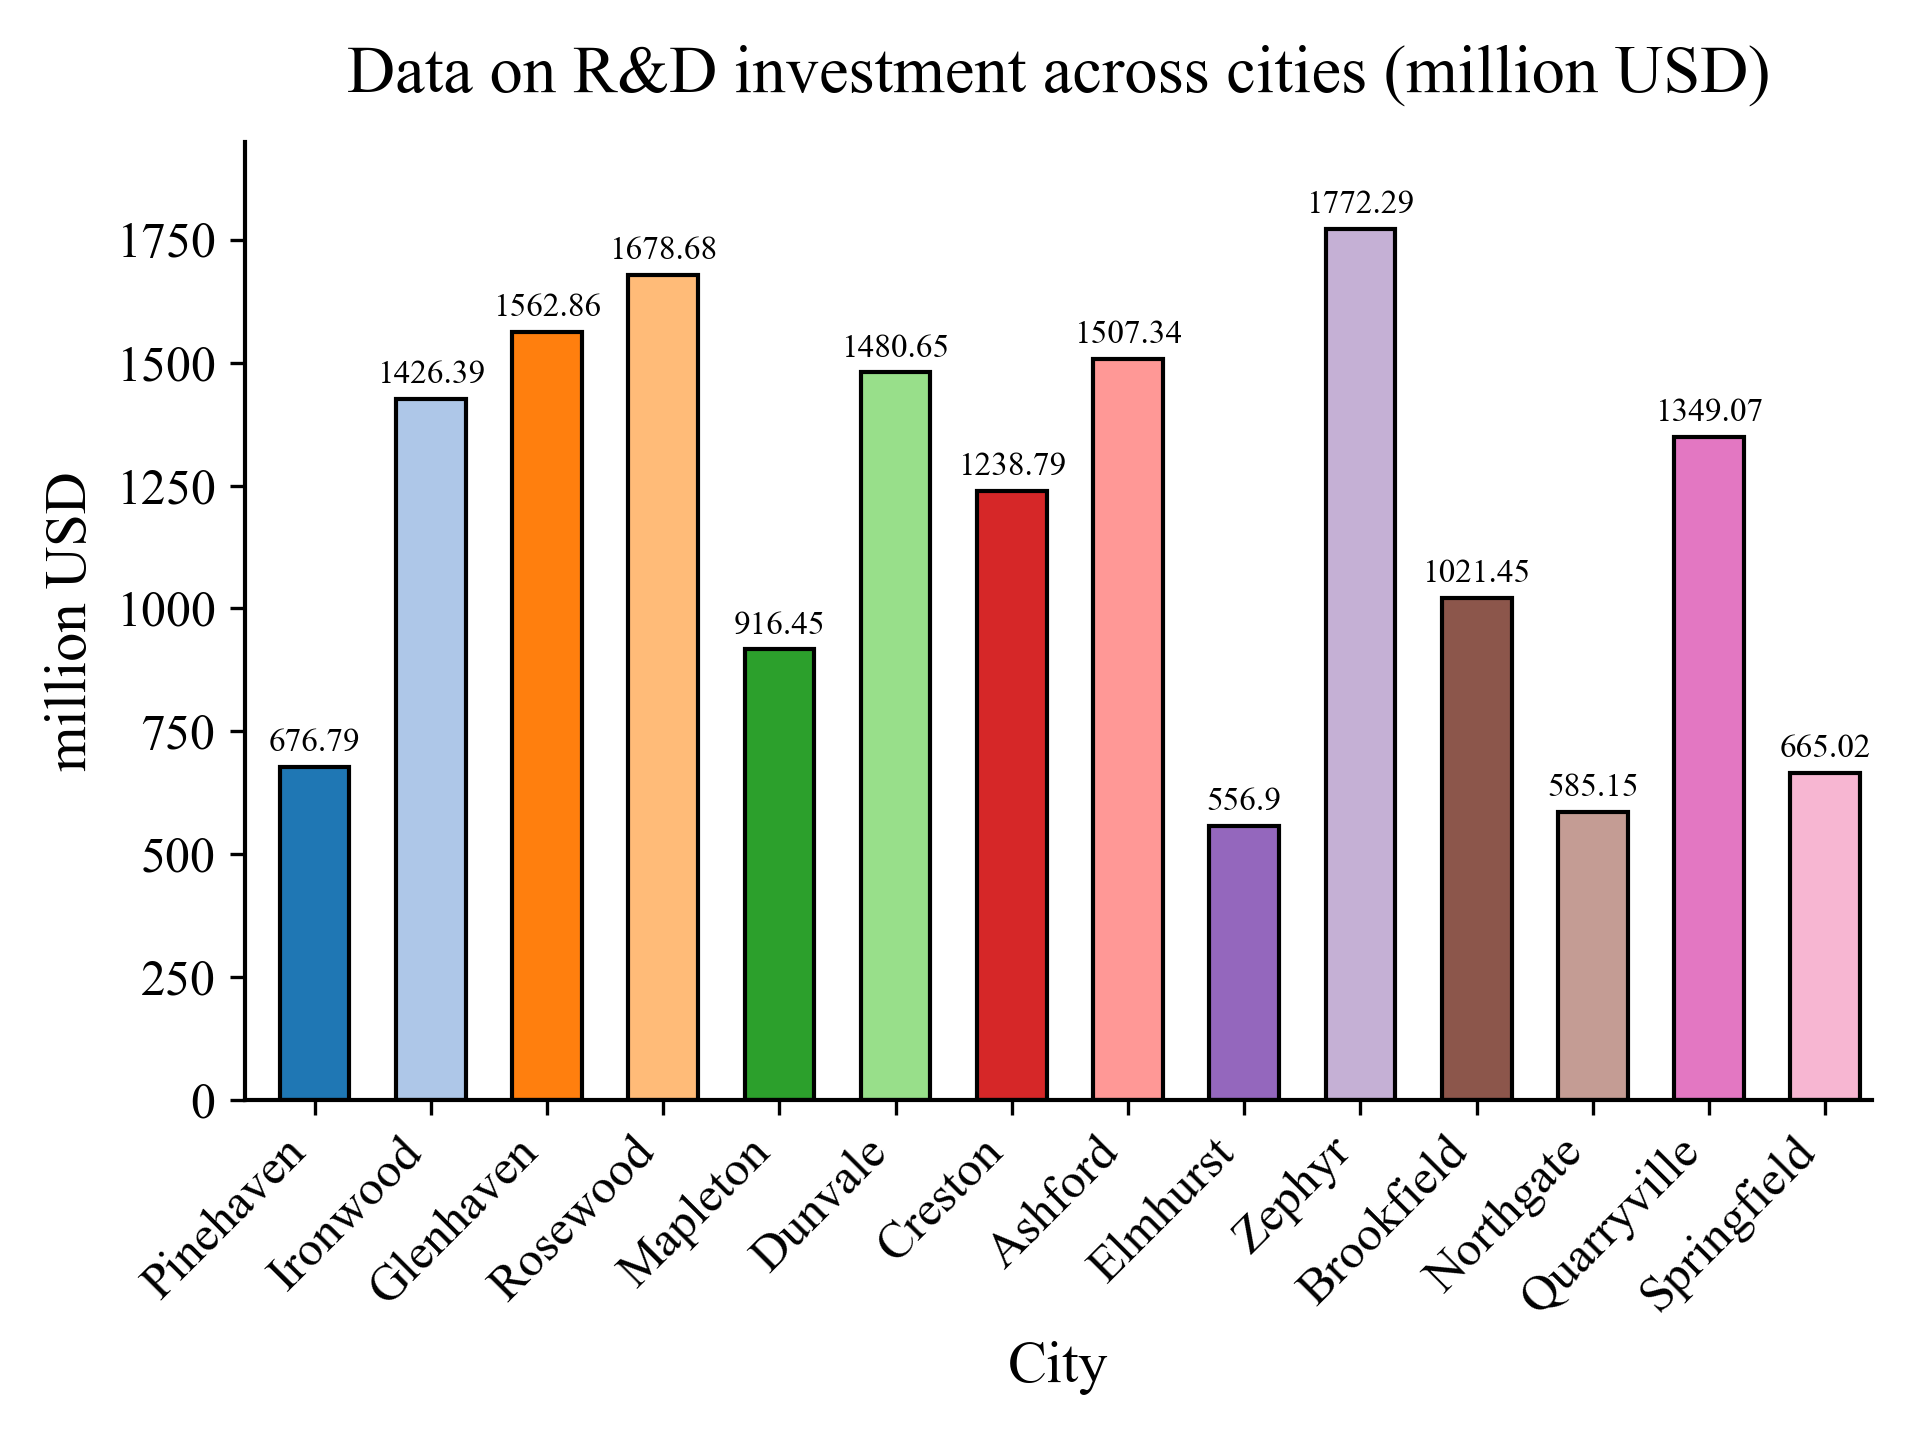 Data on R&D investment across cities (million USD)
million USD
1750
1500
1250
1000
750
500
250
0
676.79
1426.39
1562.86
1678.68
916.45
1480.65
1238.79
1507.34
556.9
1772.29
1021.45
585.15
1349.07
665.02
Pinehaven
Ironwood
Glenhaven
Rosewood
Mapleton
Dunvale
Creston
Ashford
Elmhurst
Zephyr
Brookfield
Northgate
Quarryville
Springfield
City